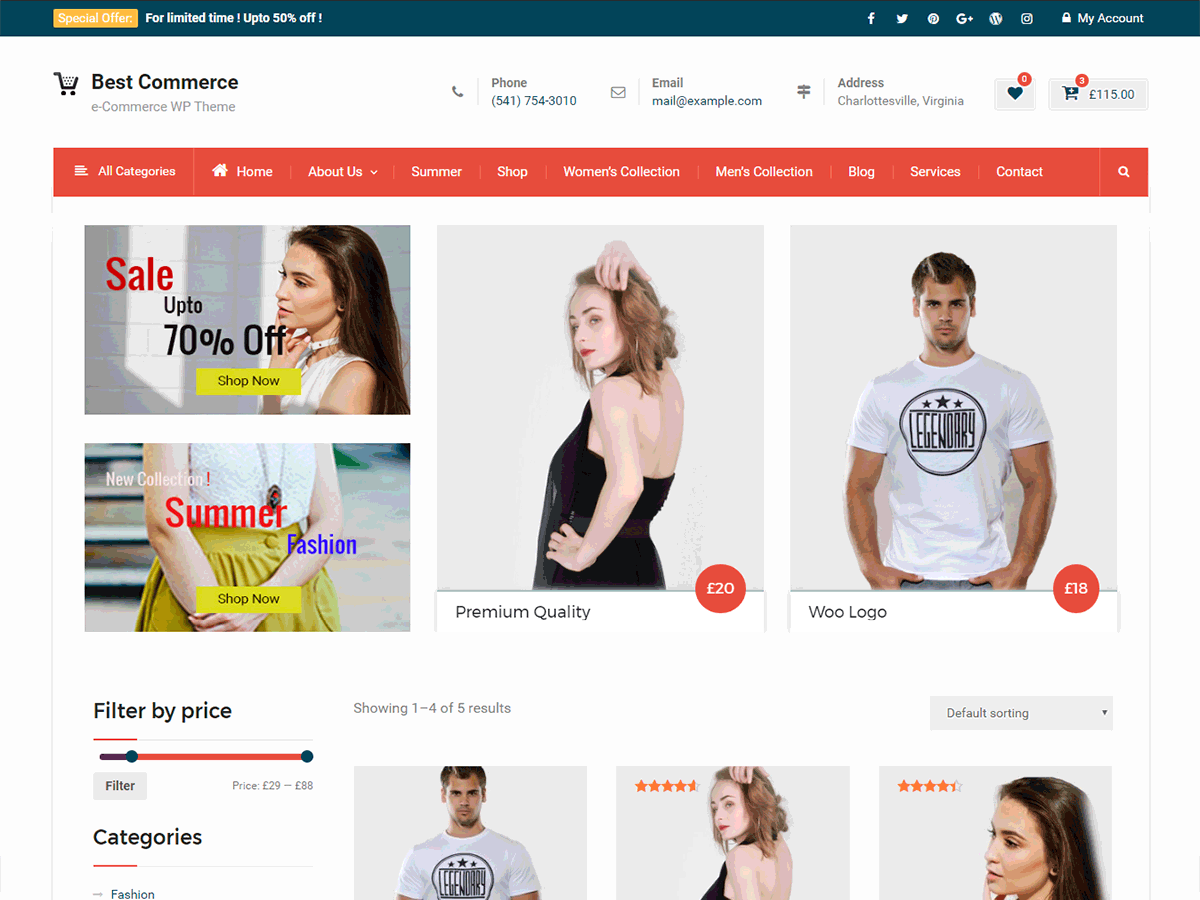 Special Offer: For limited time ! Upto 50% off !
My Account
Best Commerce
e-Commerce WP Theme
Phone
(541) 754-3010
Email
mail@example.com
Address
Charlottesville, Virginia
0
3
£115.00
All Categories
Home
About Us
Summer
Shop
Women's Collection
Men's Collection
Blog
Services
Contact
Sale
Upto
70% Off
Shop Now
New Collection !
Summer
Fashion
Shop Now
£20
Premium Quality
LEGENDARY
£18
Woo Logo
Filter by price
Filter
Price: £29 — £88
Categories
Fashion
Showing 1–4 of 5 results
Default sorting
LEGENDARY